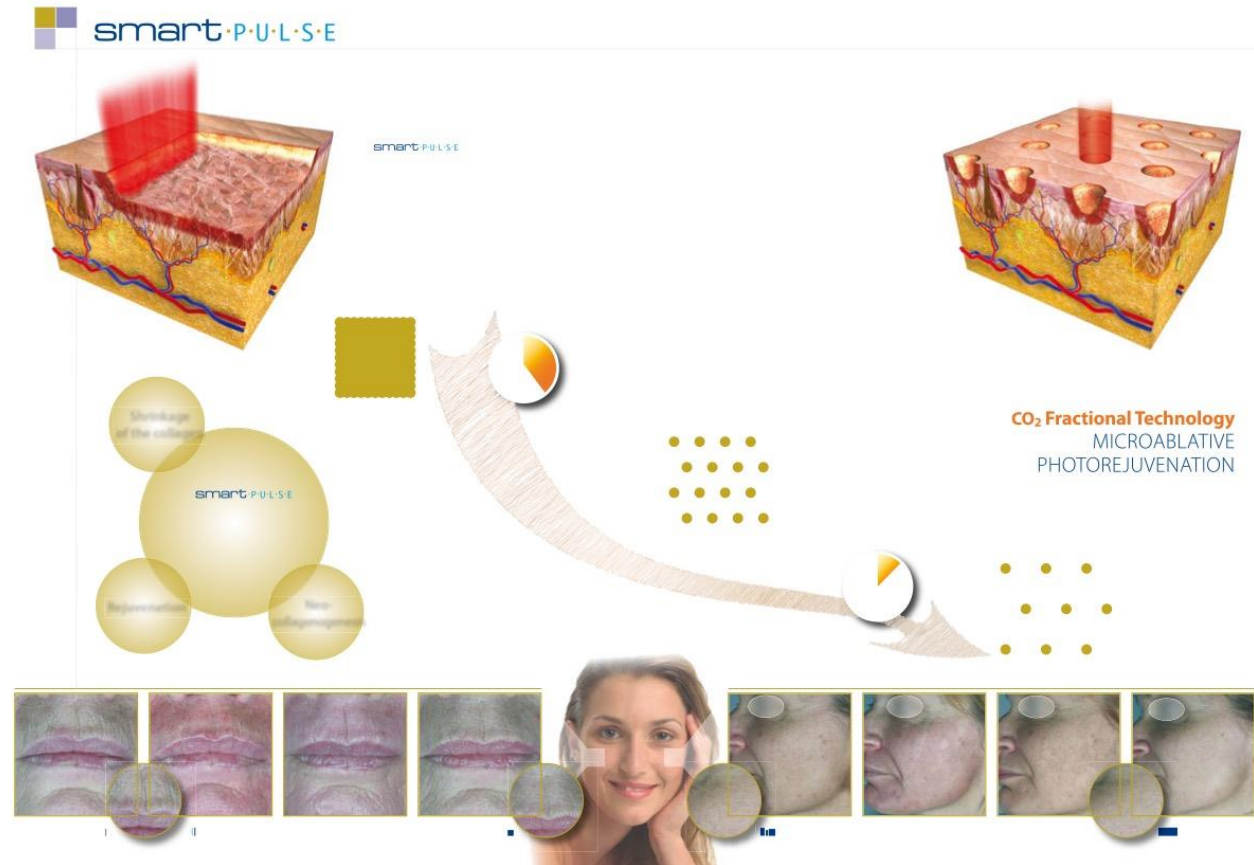 smart·P·U·L·S·E
smart·P·U·L·S·E
Shrinkage
of the collagen
smart·P·U·L·S·E
Rejuvenation
Neo-
collagenogenesis
CO₂ Fractional Technology
MICROABLATIVE
PHOTOREJUVENATION